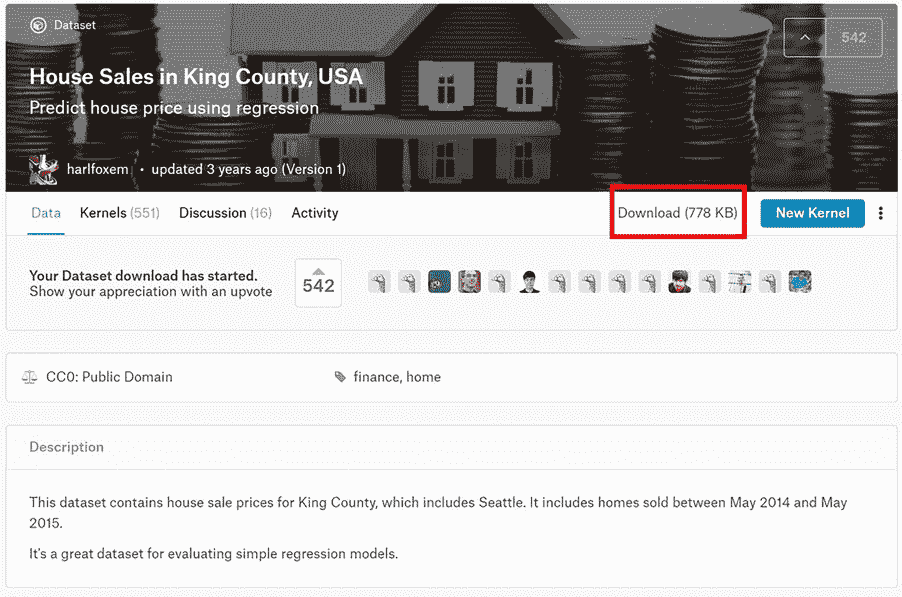 Dataset
542
House Sales in King County, USA
Predict house price using regression
harlfoxem • updated 3 years ago (Version 1)
Data Kernels (551) Discussion (16) Activity Download (778 KB) New Kernel
Your Dataset download has started.
Show your appreciation with an upvote
542
CC0: Public Domain finance, home
Description
This dataset contains house sale prices for King County, which includes Seattle. It includes homes sold between May 2014 and May
2015.
It's a great dataset for evaluating simple regression models.